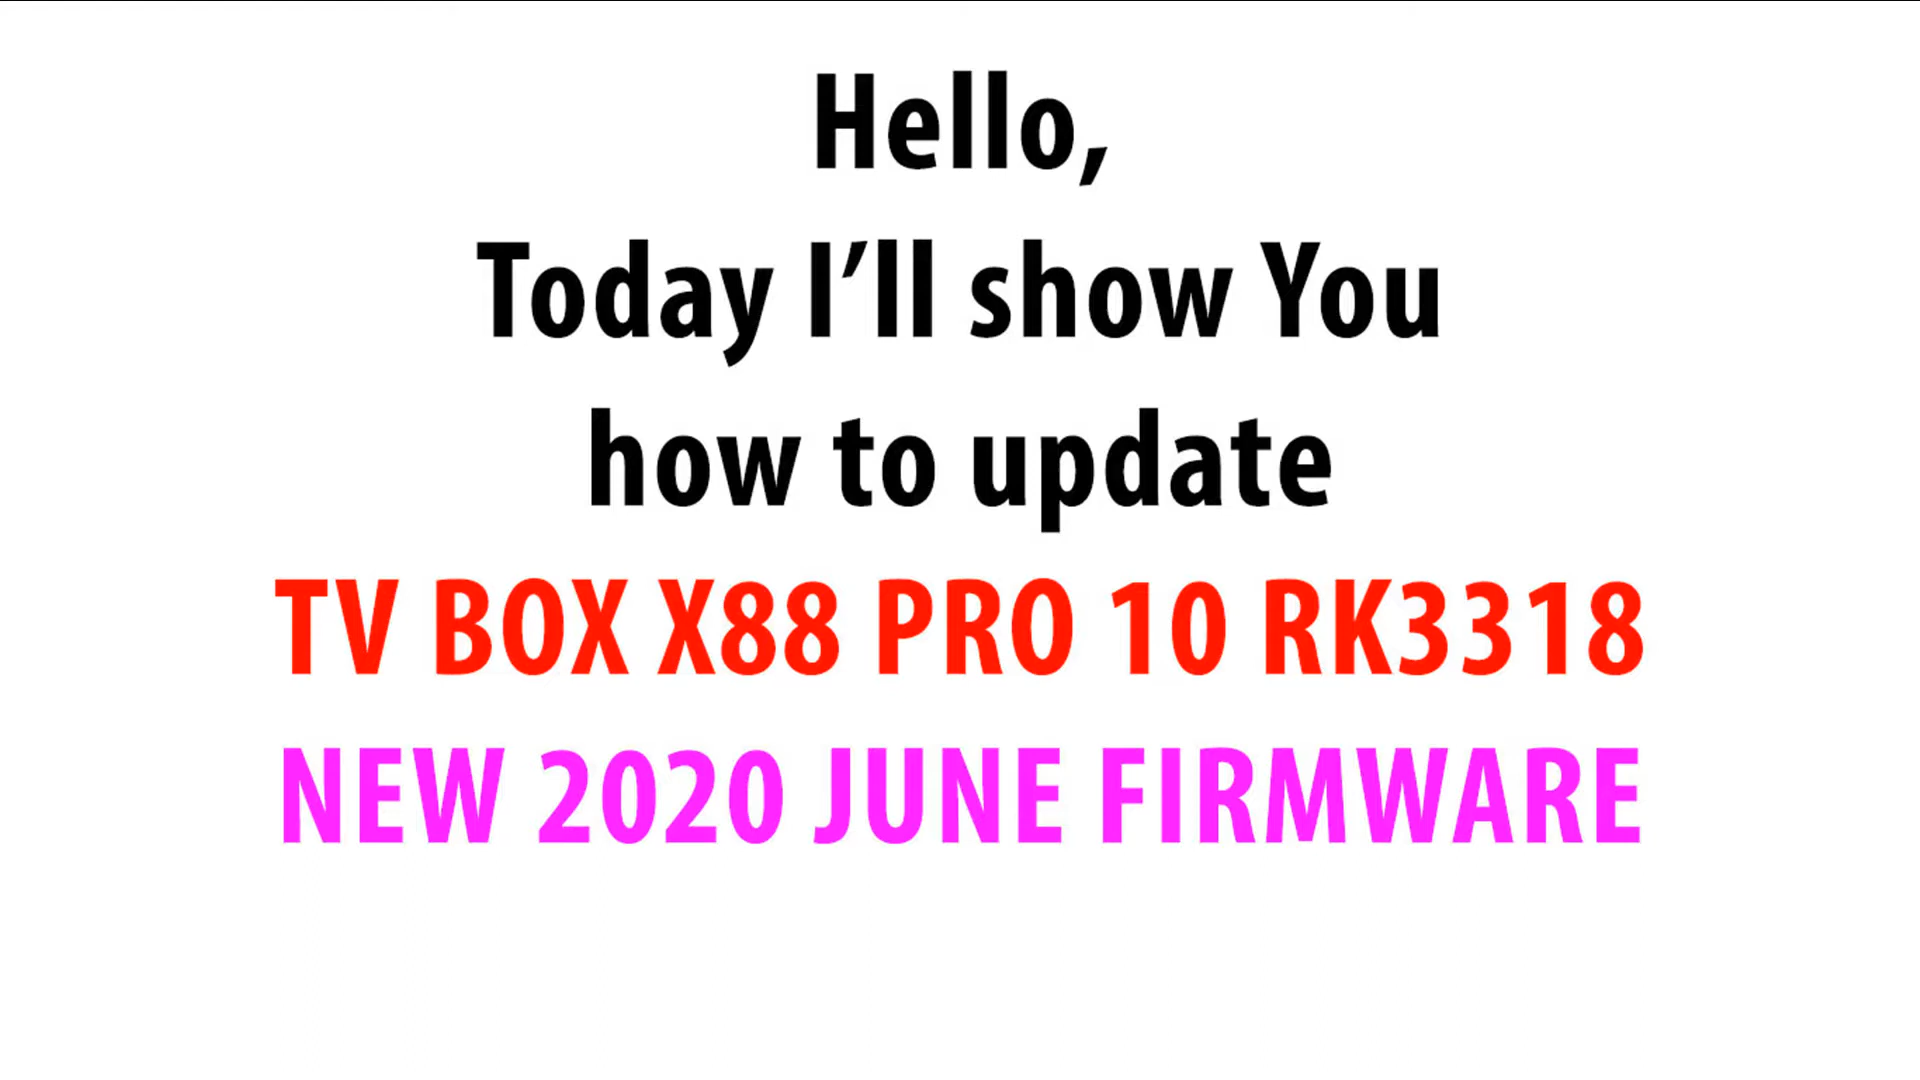 Hello,
Today I’ll show You
how to update
TV BOX X88 PRO 10 RK3318
NEW 2020 JUNE FIRMWARE